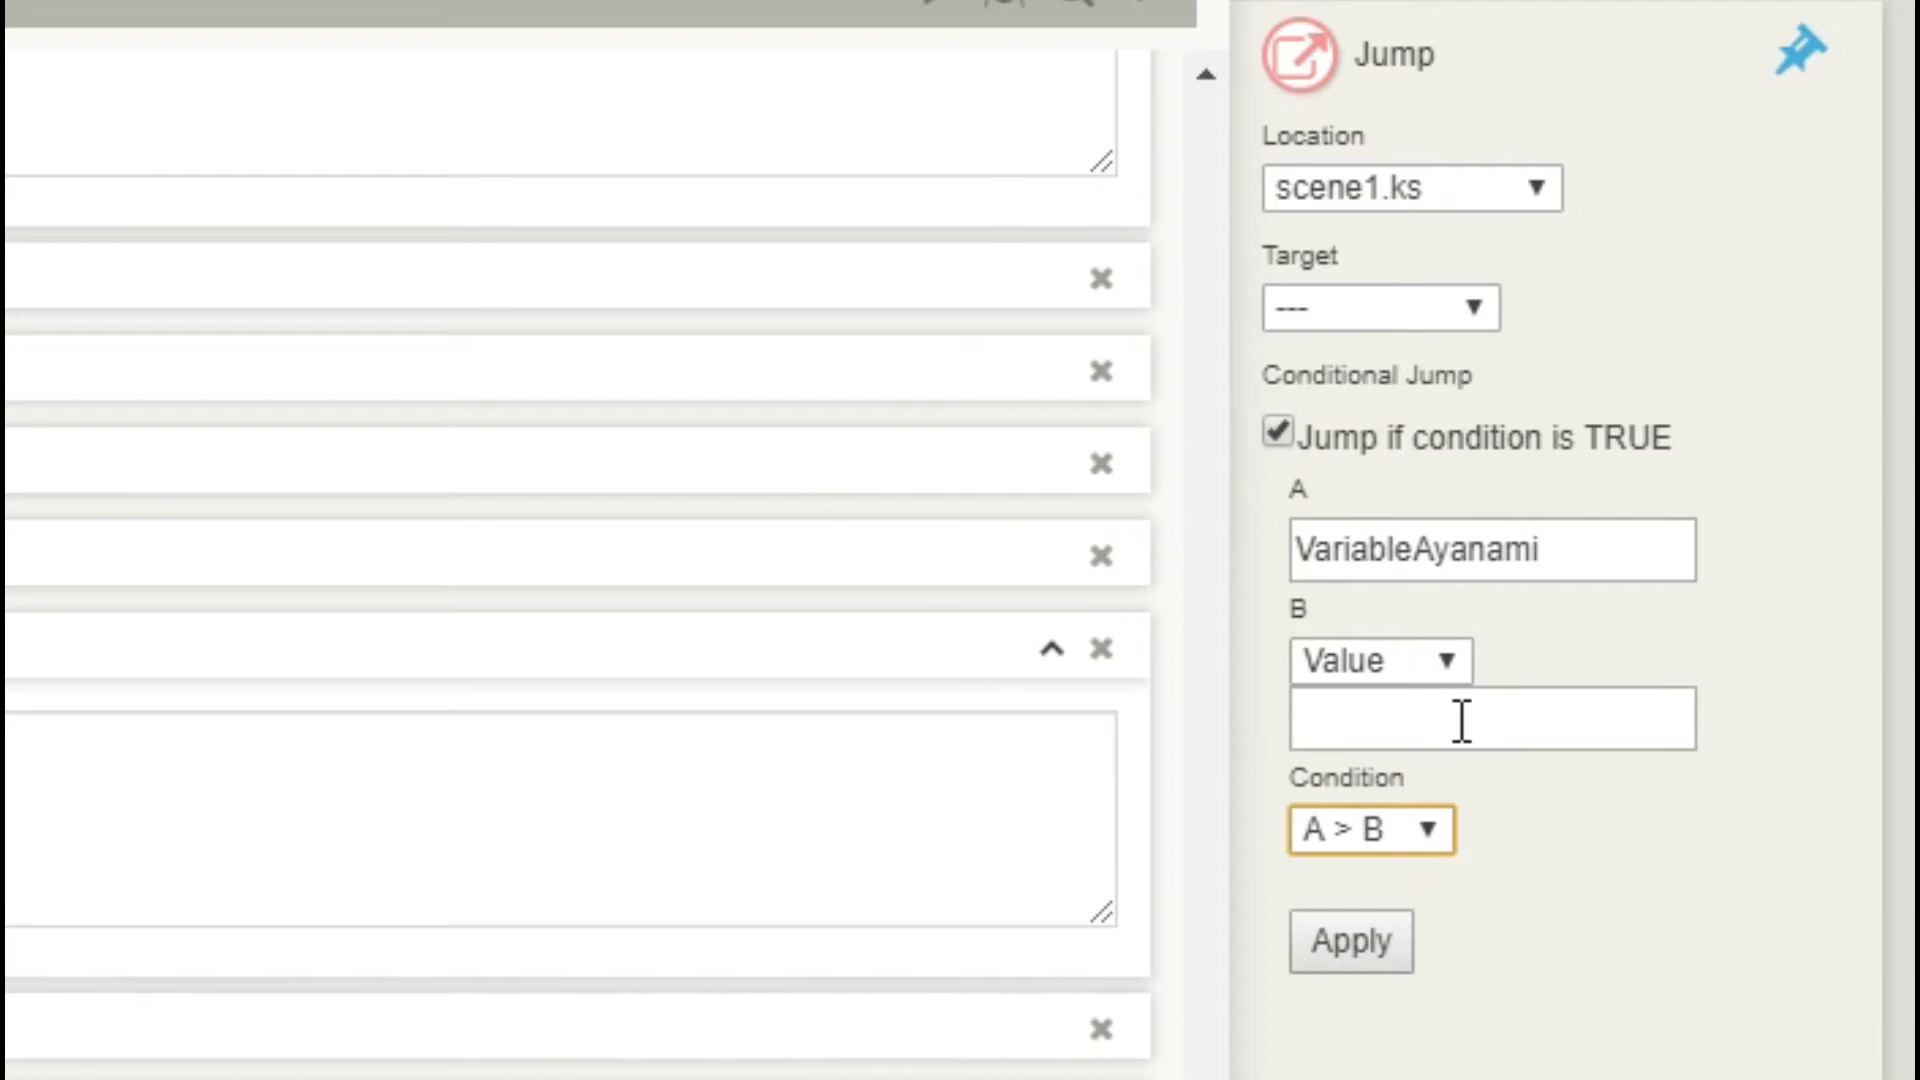 Jump
Location
scene1.ks
Target
---
Conditional Jump
Jump if condition is TRUE
A
VariableAyanami
B
Value
Condition
A > B
Apply